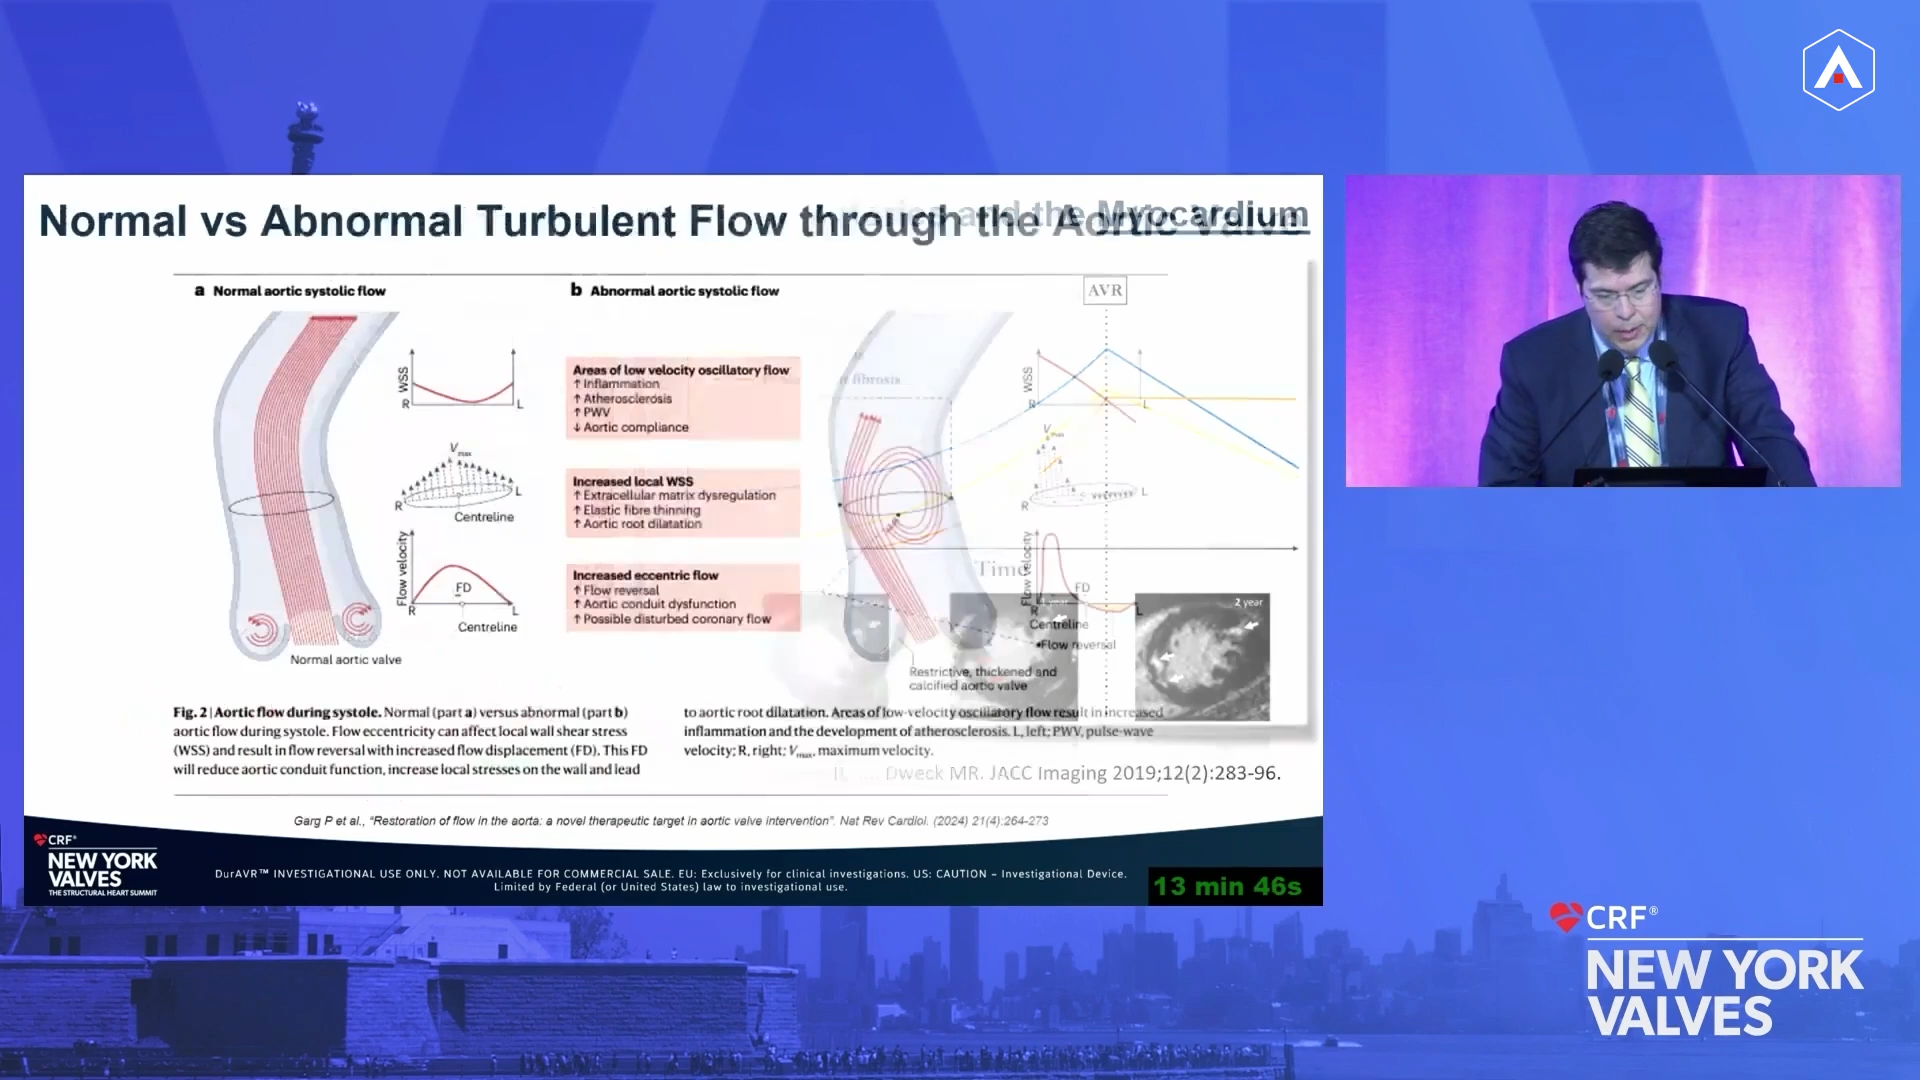 Normal vs Abnormal Turbulent Flow through the Aortic Valve
and the Myocardium
a Normal aortic systolic flow
WSS
R
L
Vmax
R
L
Centreline
Flow velocity
FD
R
L
Centreline
Normal aortic valve
b Abnormal aortic systolic flow
Areas of low velocity oscillatory flow
↑ Inflammation
↑ Atherosclerosis
↑ PWV
↓ Aortic compliance
Increased local WSS
↑ Extracellular matrix dysregulation
↑ Elastic fibre thinning
↑ Aortic root dilatation
Increased eccentric flow
↑ Flow reversal
↑ Aortic conduit dysfunction
↑ Possible disturbed coronary flow
fibrosis
AVR
WSS
R
L
Vmax
R
L
Time
Flow velocity
FD
R
L
Centreline
•Flow reversal
Restrictive, thickened and
calcified aortic valve
year
2 year
Fig. 2 | Aortic flow during systole. Normal (part a) versus abnormal (part b)
aortic flow during systole. Flow eccentricity can affect local wall shear stress
(WSS) and result in flow reversal with increased flow displacement (FD). This FD
will reduce aortic conduit function, increase local stresses on the wall and lead
to aortic root dilatation. Areas of low-velocity oscillatory flow result in increased
inflammation and the development of atherosclerosis. L, left; PWV, pulse-wave
velocity; R, right; Vmax, maximum velocity.
Dweck MR. JACC Imaging 2019;12(2):283-96.
Garg P et al., “Restoration of flow in the aorta: a novel therapeutic target in aortic valve intervention”. Nat Rev Cardiol. (2024) 21(4):264-273
CRF®
NEW YORK
VALVES
THE STRUCTURAL HEART SUMMIT
DurAVR™ INVESTIGATIONAL USE ONLY. NOT AVAILABLE FOR COMMERCIAL SALE. EU: Exclusively for clinical investigations. US: CAUTION – Investigational Device.
Limited by Federal (or United States) law to investigational use.
13 min 46s
CRF®
NEW YORK
VALVES